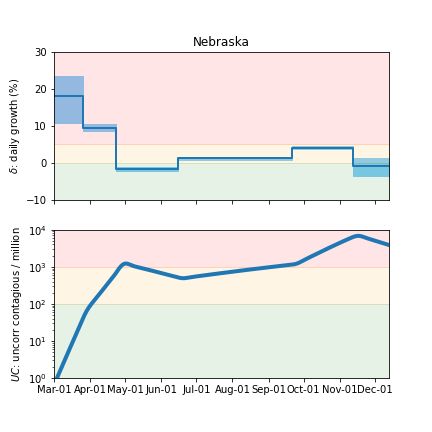 Nebraska
δ: daily growth (%)
30
20
10
0
−10
UC: uncorr contagious / million
10⁴
10³
10²
10¹
10⁰
Mar-01 Apr-01 May-01 Jun-01 Jul-01 Aug-01 Sep-01 Oct-01 Nov-01 Dec-01